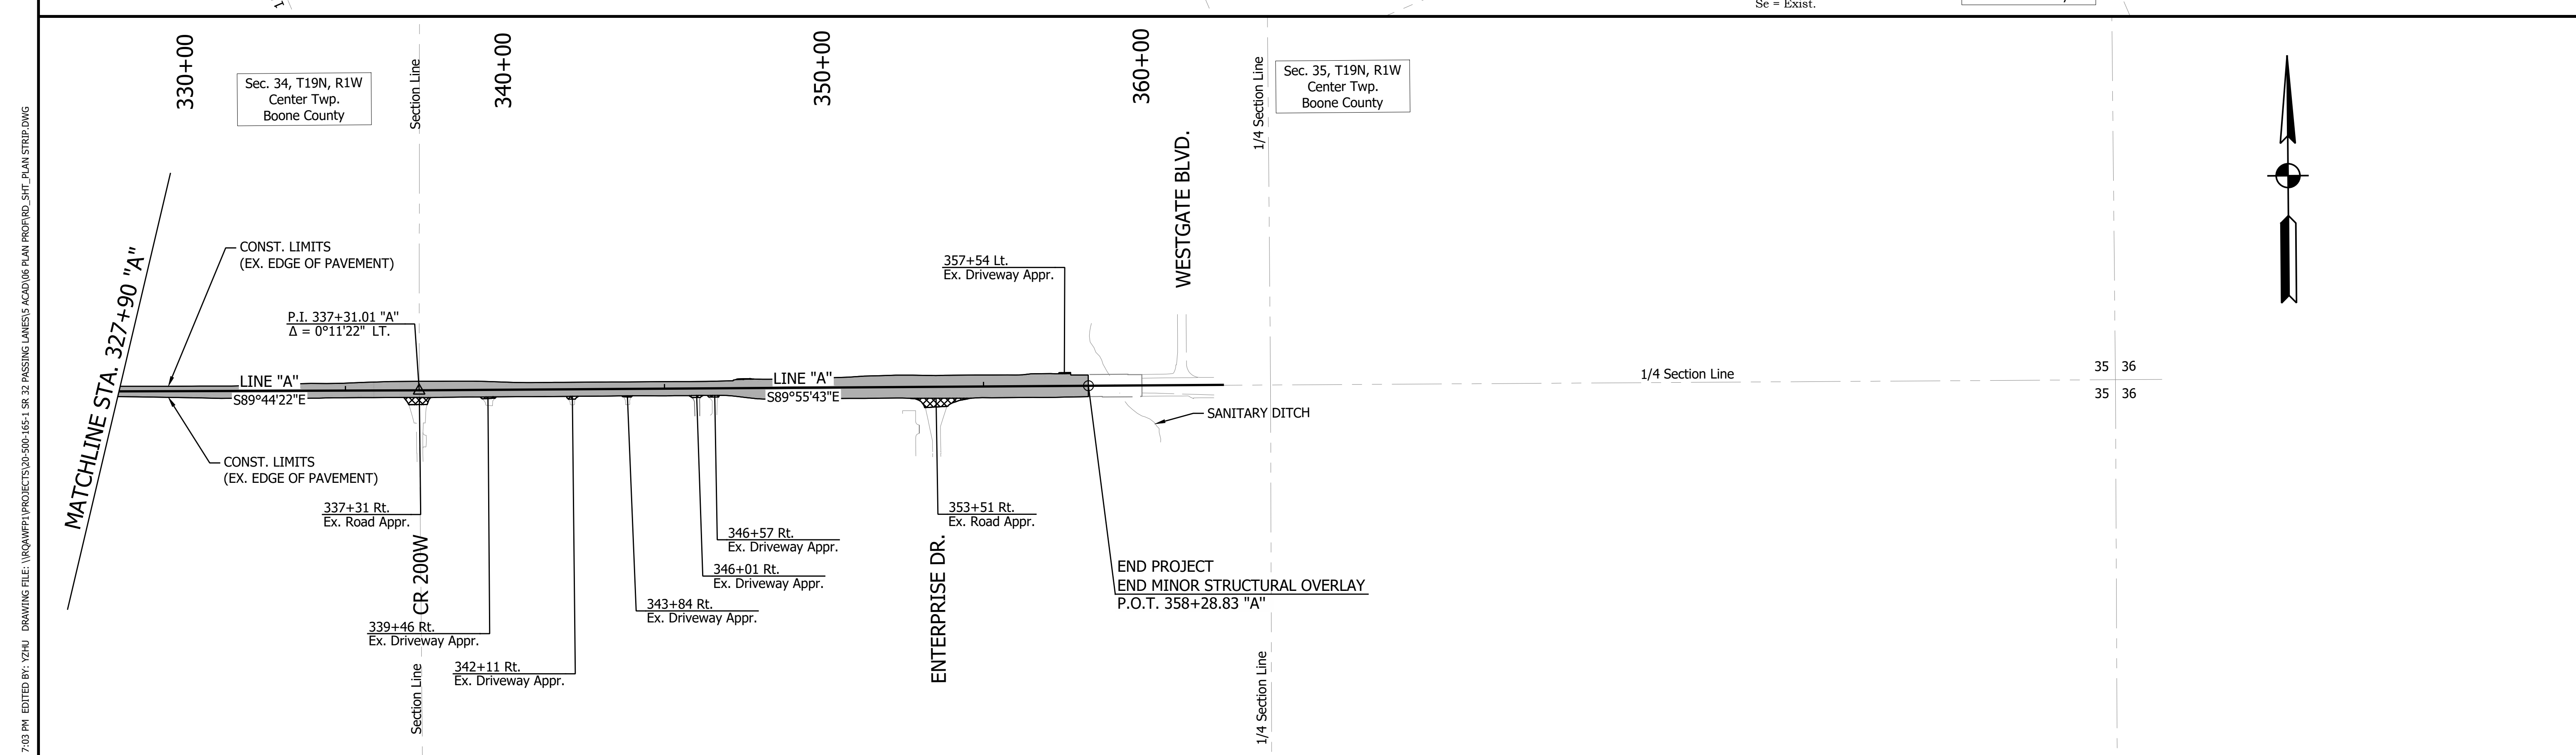 Se = Exist.
330+00
340+00
350+00
360+00
Sec. 34, T19N, R1W
Center Twp.
Boone County
Section Line
1/4 Section Line
Sec. 35, T19N, R1W
Center Twp.
Boone County
WESTGATE BLVD.
MATCHLINE STA. 327+90 "A"
CONST. LIMITS
(EX. EDGE OF PAVEMENT)
P.I. 337+31.01 "A"
Δ = 0°11'22" LT.
357+54 Lt.
Ex. Driveway Appr.
LINE "A"
S89°44'22"E
LINE "A"
S89°55'43"E
1/4 Section Line
35 36
35 36
SANITARY DITCH
CONST. LIMITS
(EX. EDGE OF PAVEMENT)
337+31 Rt.
Ex. Road Appr.
CR 200W
339+46 Rt.
Ex. Driveway Appr.
342+11 Rt.
Ex. Driveway Appr.
343+84 Rt.
Ex. Driveway Appr.
346+01 Rt.
Ex. Driveway Appr.
346+57 Rt.
Ex. Driveway Appr.
353+51 Rt.
Ex. Road Appr.
ENTERPRISE DR.
END PROJECT
END MINOR STRUCTURAL OVERLAY
P.O.T. 358+28.83 "A"
Section Line
1/4 Section Line
7:03 PM EDITED BY: YZHU DRAWING FILE: \\RQAWFP1\PROJECTS\20-500-165-1 SR 32 PASSING LANES\5 ACAD\06 PLAN PROF\RD_SHT_PLAN STRIP.DWG